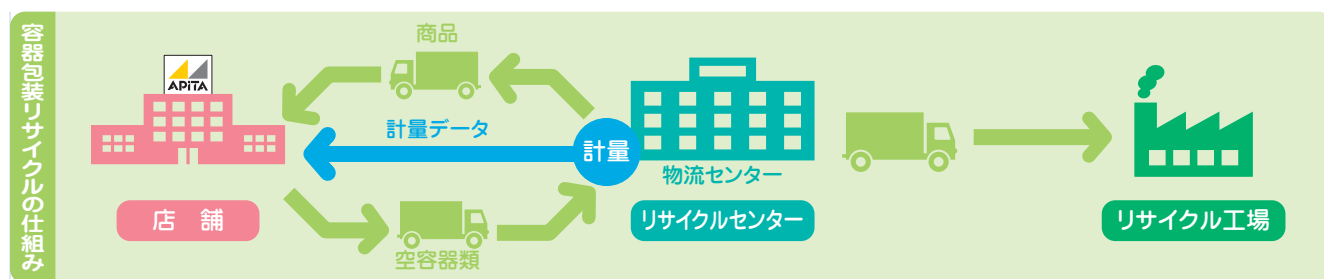 容器包装リサイクルの仕組み
商品
APiTA
計量データ
計量
物流センター
空容器類
店舗
リサイクルセンター
リサイクル工場